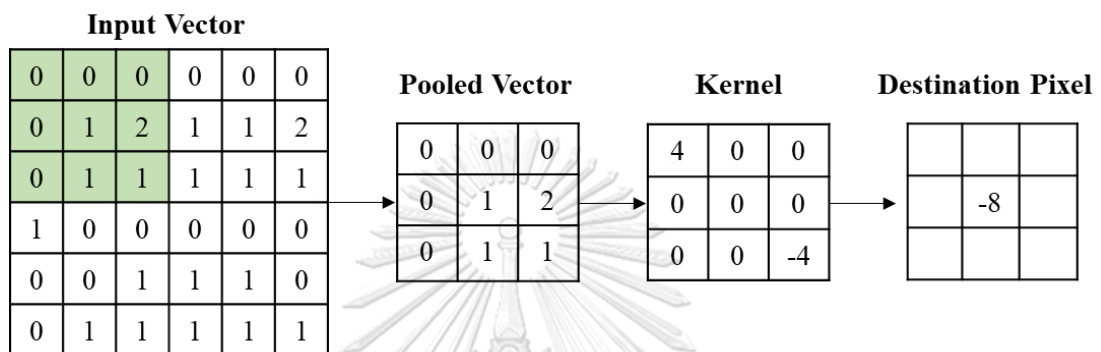 Input Vector
0 0 0 0 0 0
0 1 2 1 1 2
0 1 1 1 1 1
1 0 0 0 0 0
0 0 1 1 1 0
0 1 1 1 1 1
Pooled Vector
0 0 0
0 1 2
0 1 1
Kernel
4 0 0
0 0 0
0 0 -4
Destination Pixel
-8